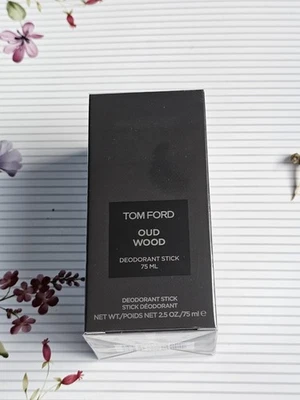 TOM FORD
OUD
WOOD
DEODORANT STICK
75 ML
DEODORANT STICK
STICK DÉODORANT
NET WT./POIDS NET 2.5 OZ./75 ml ℮